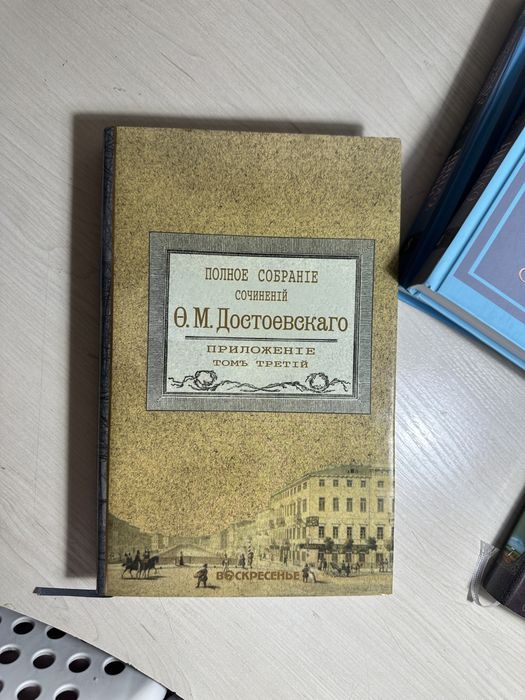 ПОЛНОЕ СОБРАНІЕ
СОЧИНЕНІЙ
Ѳ. М. Достоевскаго
ПРИЛОЖЕНІЕ
ТОМЪ ТРЕТІЙ
ВОСКРЕСЕНЬЕ